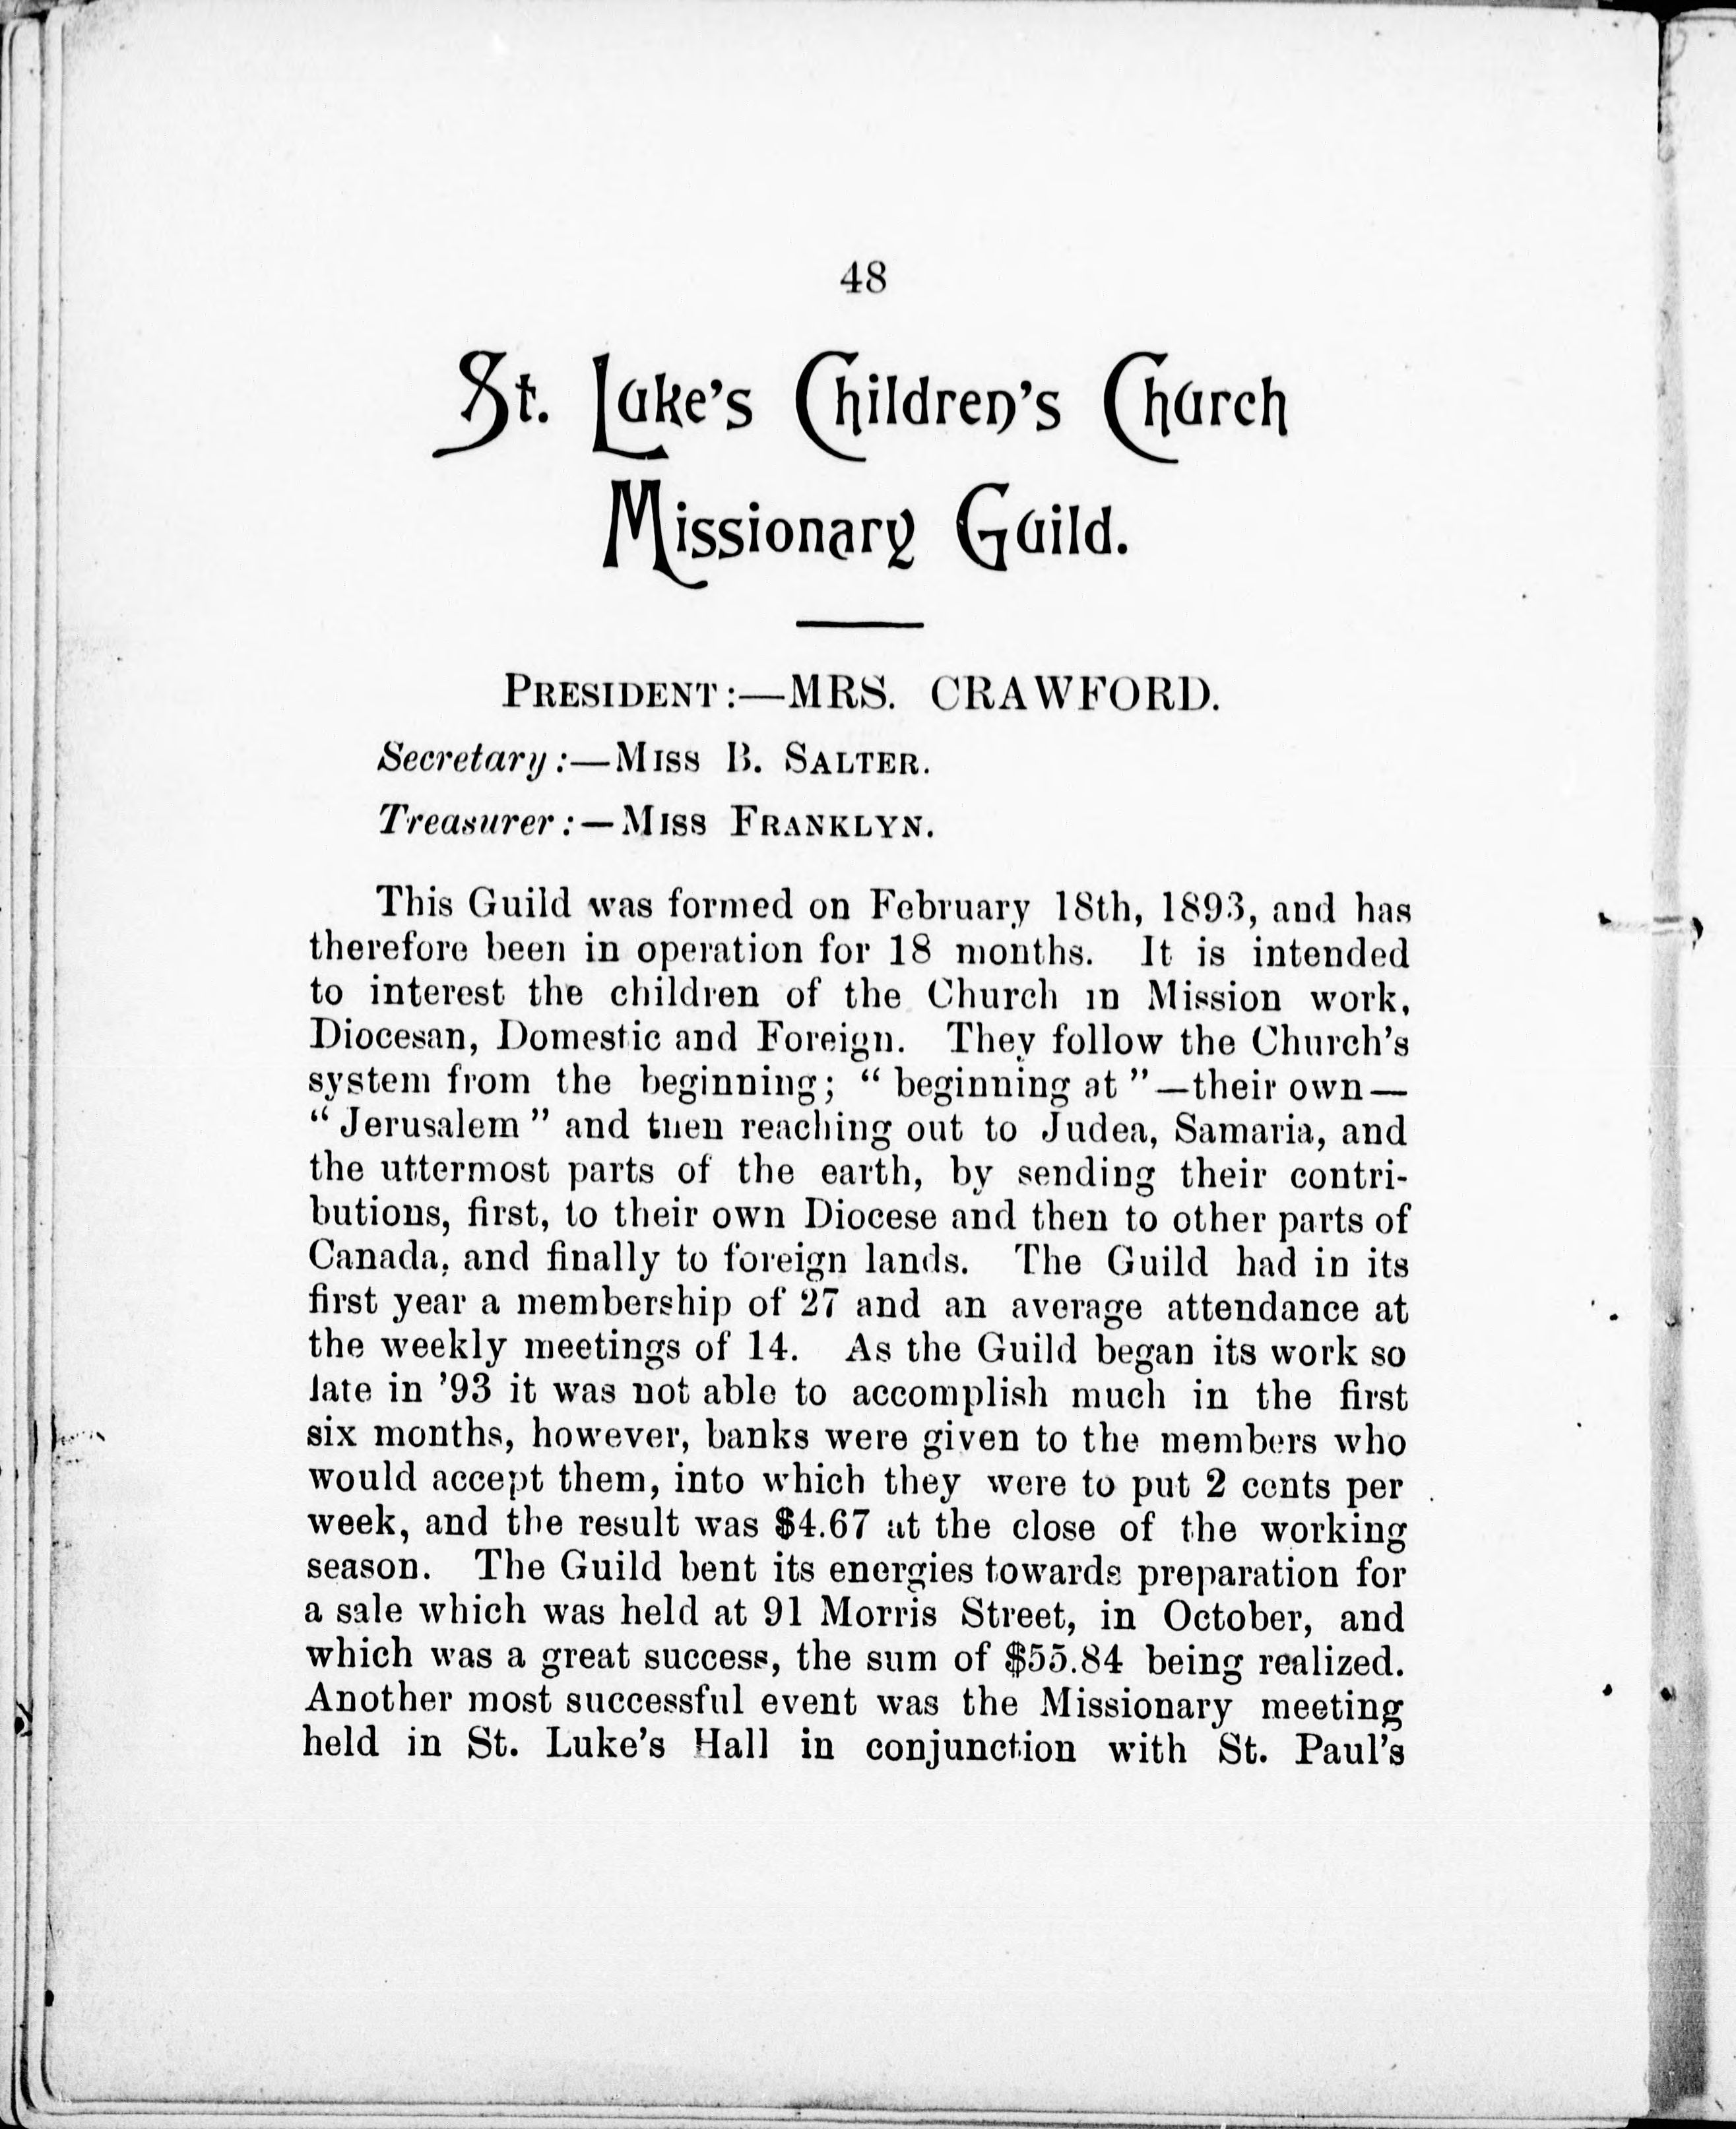 48
St. Luke's Children's Church
Missionary Guild.
PRESIDENT:—MRS. CRAWFORD.
Secretary:—MISS B. SALTER.
Treasurer:—MISS FRANKLYN.
This Guild was formed on February 18th, 1893, and has
therefore been in operation for 18 months. It is intended
to interest the children of the Church in Mission work,
Diocesan, Domestic and Foreign. They follow the Church's
system from the beginning; "beginning at"—their own—
"Jerusalem" and then reaching out to Judea, Samaria, and
the uttermost parts of the earth, by sending their contri-
butions, first, to their own Diocese and then to other parts of
Canada, and finally to foreign lands. The Guild had in its
first year a membership of 27 and an average attendance at
the weekly meetings of 14. As the Guild began its work so
late in '93 it was not able to accomplish much in the first
six months, however, banks were given to the members who
would accept them, into which they were to put 2 cents per
week, and the result was $4.67 at the close of the working
season. The Guild bent its energies towards preparation for
a sale which was held at 91 Morris Street, in October, and
which was a great success, the sum of $55.84 being realized.
Another most successful event was the Missionary meeting
held in St. Luke's Hall in conjunction with St. Paul's